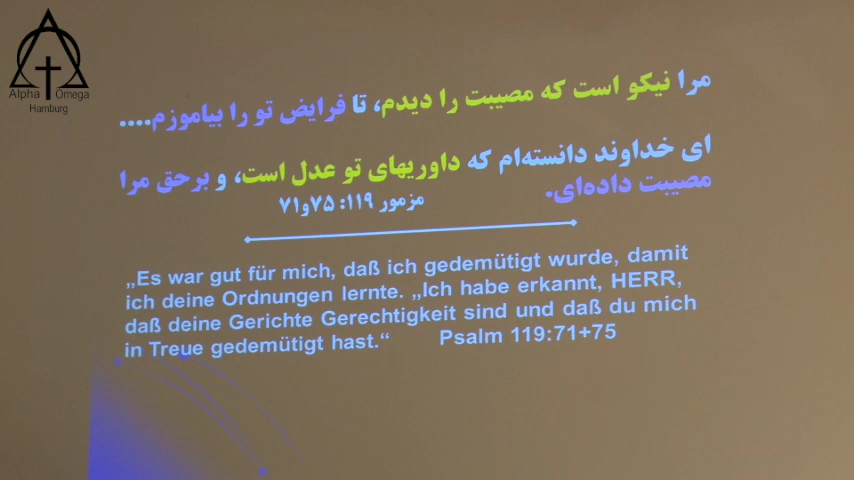 Alpha Omega
Hamburg
مرا نیکو است که مصیبت را دیدم، تا فرایض تو را بیاموزم....
ای خداوند دانسته‌ام که داوریهای تو عدل است، و برحق مرا
مصیبت داده‌ای.
مزمور ۱۱۹: ۷۵و۷۱
„Es war gut für mich, daß ich gedemütigt wurde, damit
ich deine Ordnungen lernte. „Ich habe erkannt, HERR,
daß deine Gerichte Gerechtigkeit sind und daß du mich
in Treue gedemütigt hast.“ Psalm 119:71+75